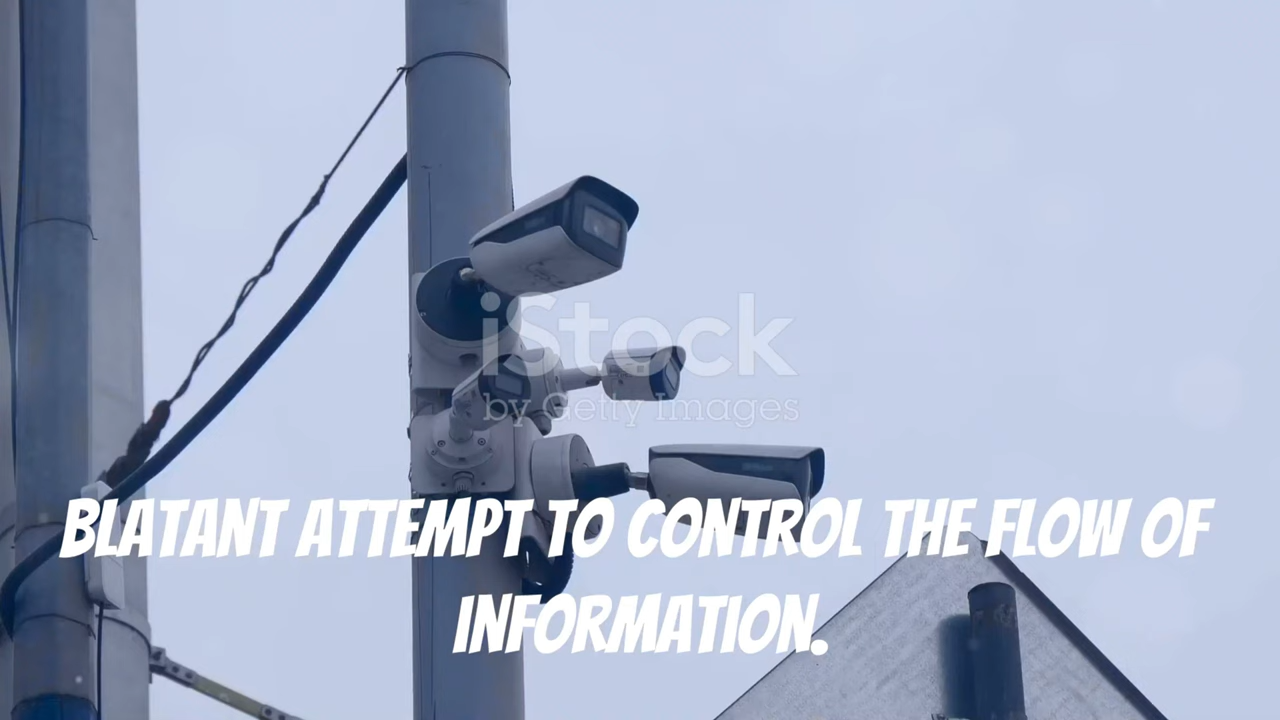 iStock
by Getty Images
BLATANT ATTEMPT TO CONTROL THE FLOW OF
INFORMATION.